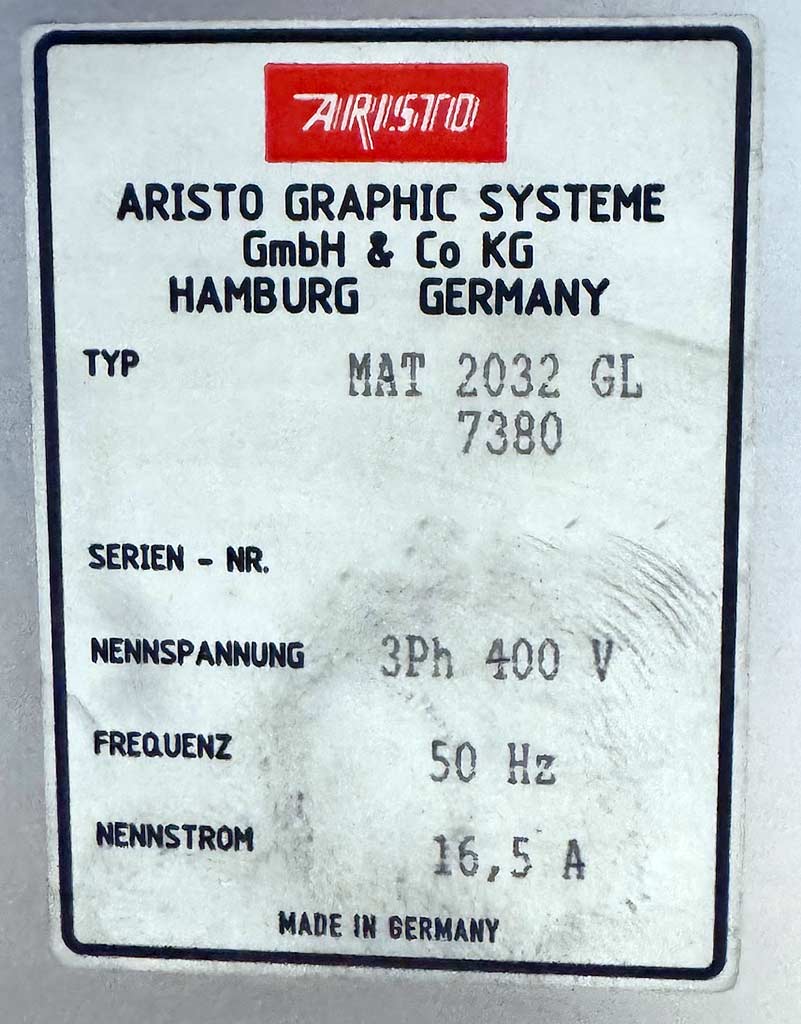 ARISTO
ARISTO GRAPHIC SYSTEME
GmbH & Co KG
HAMBURG GERMANY
TYP MAT 2032 GL
7380
SERIEN - NR.
NENNSPANNUNG 3Ph 400 V
FREQUENZ 50 Hz
NENNSTROM 16,5 A
MADE IN GERMANY